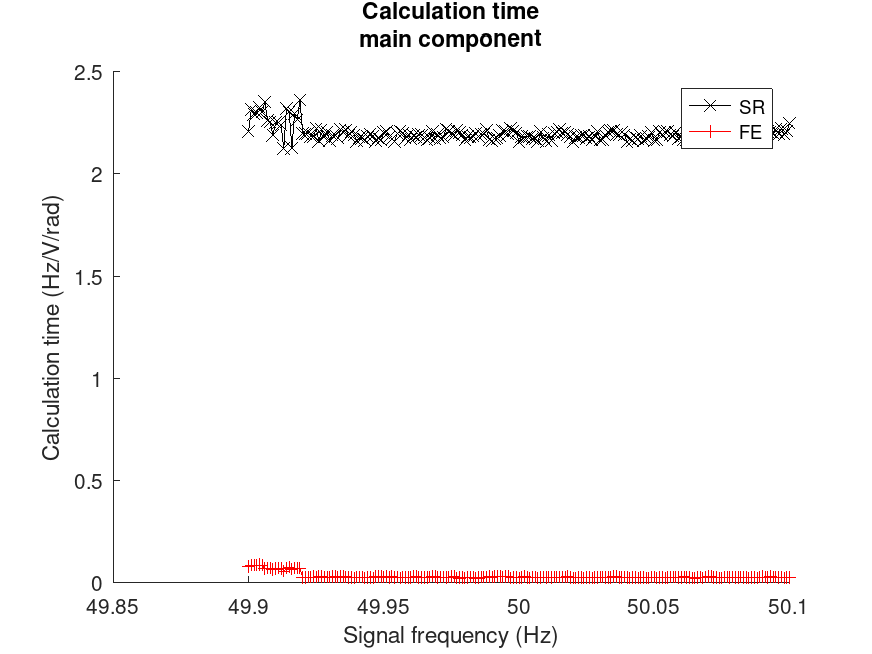 Calculation time
main component
2.5
2
1.5
1
0.5
0
Calculation time (Hz/V/rad)
SR
FE
49.85
49.9
49.95
50
50.05
50.1
Signal frequency (Hz)